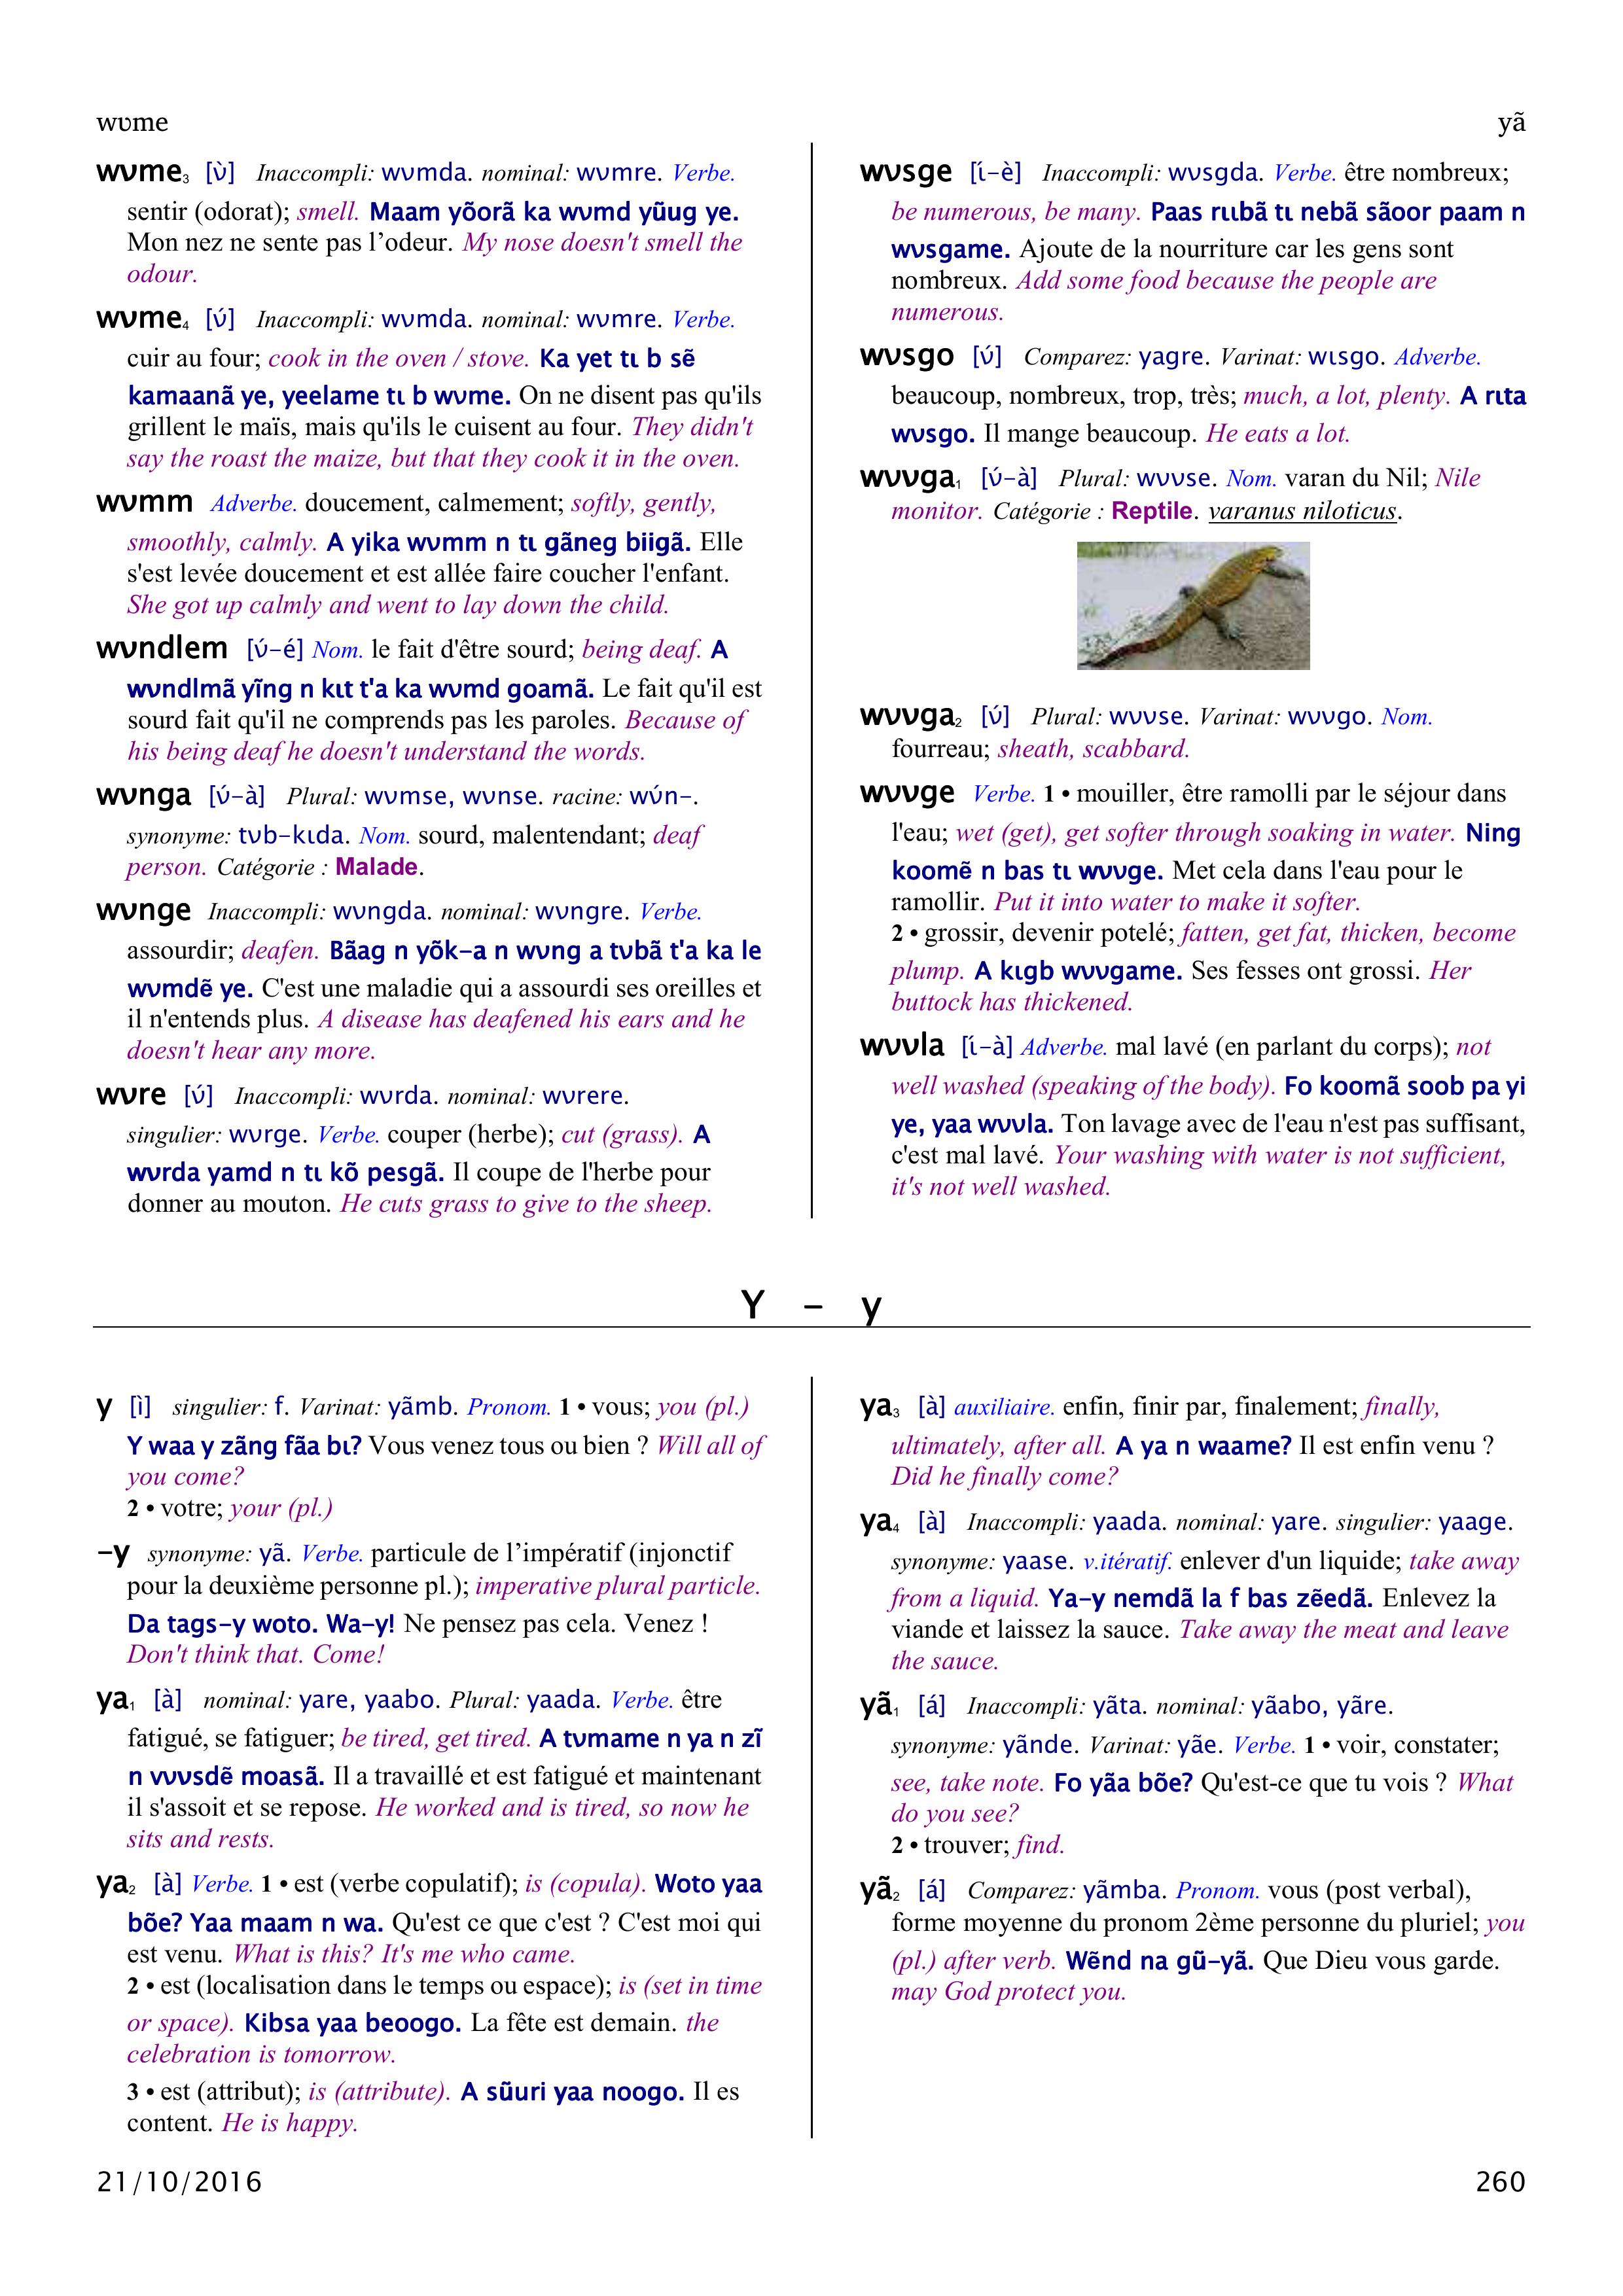 wʋme
yã
wʋme₃ [ʋ̀] Inaccompli: wʋmda. nominal: wʋmre. Verbe.
sentir (odorat); smell. Maam yõorã ka wʋmd yũug ye.
Mon nez ne sente pas l’odeur. My nose doesn't smell the
odour.
wʋme₄ [ʋ́] Inaccompli: wʋmda. nominal: wʋmre. Verbe.
cuir au four; cook in the oven / stove. Ka yet tɩ b sẽ
kamaanã ye, yeelame tɩ b wʋme. On ne disent pas qu'ils
grillent le maïs, mais qu'ils le cuisent au four. They didn't
say the roast the maize, but that they cook it in the oven.
wʋmm Adverbe. doucement, calmement; softly, gently,
smoothly, calmly. A yika wʋmm n tɩ gãneg biigã. Elle
s'est levée doucement et est allée faire coucher l'enfant.
She got up calmly and went to lay down the child.
wʋndlem [ʋ́-é] Nom. le fait d'être sourd; being deaf. A
wʋndlmã yĩng n kɩt t'a ka wʋmd goamã. Le fait qu'il est
sourd fait qu'il ne comprends pas les paroles. Because of
his being deaf he doesn't understand the words.
wʋnga [ʋ́-à] Plural: wʋmse, wʋnse. racine: wʋ́n-.
synonyme: tʋb-kɩda. Nom. sourd, malentendant; deaf
person. Catégorie : Malade.
wʋnge Inaccompli: wʋngda. nominal: wʋngre. Verbe.
assourdir; deafen. Bãag n yõk-a n wʋng a tʋbã t'a ka le
wʋmdẽ ye. C'est une maladie qui a assourdi ses oreilles et
il n'entends plus. A disease has deafened his ears and he
doesn't hear any more.
wʋre [ʋ́] Inaccompli: wʋrda. nominal: wʋrere.
singulier: wʋrge. Verbe. couper (herbe); cut (grass). A
wʋrda yamd n tɩ kõ pesgã. Il coupe de l'herbe pour
donner au mouton. He cuts grass to give to the sheep.
wʋsge [ɩ́-è] Inaccompli: wʋsgda. Verbe. être nombreux;
be numerous, be many. Paas rɩɩbã tɩ nebã sãoor paam n
wʋsgame. Ajoute de la nourriture car les gens sont
nombreux. Add some food because the people are
numerous.
wʋsgo [ʋ́] Comparez: yagre. Varinat: wɩsgo. Adverbe.
beaucoup, nombreux, trop, très; much, a lot, plenty. A rɩta
wʋsgo. Il mange beaucoup. He eats a lot.
wʋʋga₁ [ʋ́-à] Plural: wʋʋse. Nom. varan du Nil; Nile
monitor. Catégorie : Reptile. varanus niloticus.
wʋʋga₂ [ʋ́] Plural: wʋʋse. Varinat: wʋʋgo. Nom.
fourreau; sheath, scabbard.
wʋʋge Verbe. 1 • mouiller, être ramolli par le séjour dans
l'eau; wet (get), get softer through soaking in water. Ning
koomẽ n bas tɩ wʋʋge. Met cela dans l'eau pour le
ramollir. Put it into water to make it softer.
2 • grossir, devenir potelé; fatten, get fat, thicken, become
plump. A kɩgb wʋʋgame. Ses fesses ont grossi. Her
buttock has thickened.
wʋʋla [ɩ́-à] Adverbe. mal lavé (en parlant du corps); not
well washed (speaking of the body). Fo koomã soob pa yi
ye, yaa wʋʋla. Ton lavage avec de l'eau n'est pas suffisant,
c'est mal lavé. Your washing with water is not sufficient,
it's not well washed.
Y - y
y [ì] singulier: f. Varinat: yãmb. Pronom. 1 • vous; you (pl.)
Y waa y zãng fãa bɩ? Vous venez tous ou bien ? Will all of
you come?
2 • votre; your (pl.)
-y synonyme: yã. Verbe. particule de l’impératif (injonctif
pour la deuxième personne pl.); imperative plural particle.
Da tags-y woto. Wa-y! Ne pensez pas cela. Venez !
Don't think that. Come!
ya₁ [à] nominal: yare, yaabo. Plural: yaada. Verbe. être
fatigué, se fatiguer; be tired, get tired. A tʋmame n ya n zĩ
n vʋʋsdẽ moasã. Il a travaillé et est fatigué et maintenant
il s'assoit et se repose. He worked and is tired, so now he
sits and rests.
ya₂ [à] Verbe. 1 • est (verbe copulatif); is (copula). Woto yaa
bõe? Yaa maam n wa. Qu'est ce que c'est ? C'est moi qui
est venu. What is this? It's me who came.
2 • est (localisation dans le temps ou espace); is (set in time
or space). Kibsa yaa beoogo. La fête est demain. the
celebration is tomorrow.
3 • est (attribut); is (attribute). A sũuri yaa noogo. Il es
content. He is happy.
ya₃ [à] auxiliaire. enfin, finir par, finalement; finally,
ultimately, after all. A ya n waame? Il est enfin venu ?
Did he finally come?
ya₄ [à] Inaccompli: yaada. nominal: yare. singulier: yaage.
synonyme: yaase. v.itératif. enlever d'un liquide; take away
from a liquid. Ya-y nemdã la f bas zẽedã. Enlevez la
viande et laissez la sauce. Take away the meat and leave
the sauce.
yã₁ [á] Inaccompli: yãta. nominal: yãabo, yãre.
synonyme: yãnde. Varinat: yãe. Verbe. 1 • voir, constater;
see, take note. Fo yãa bõe? Qu'est-ce que tu vois ? What
do you see?
2 • trouver; find.
yã₂ [á] Comparez: yãmba. Pronom. vous (post verbal),
forme moyenne du pronom 2ème personne du pluriel; you
(pl.) after verb. Wẽnd na gũ-yã. Que Dieu vous garde.
may God protect you.
21/10/2016
260